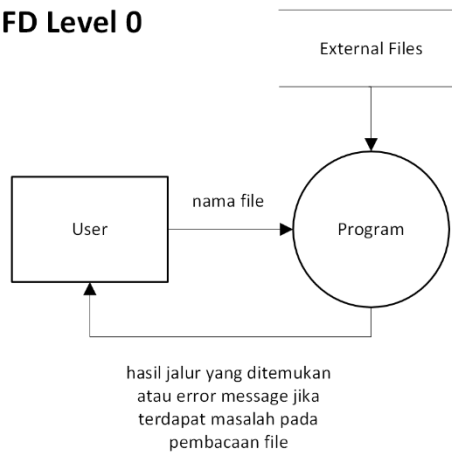 FD Level 0
External Files
nama file
User
Program
hasil jalur yang ditemukan
atau error message jika
terdapat masalah pada
pembacaan file